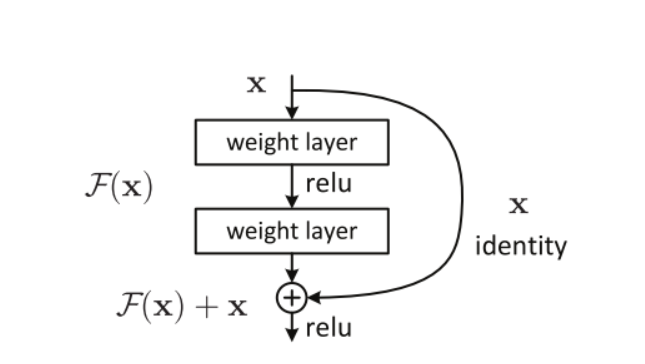 x
weight layer
relu
F(x)
weight layer
x
identity
F(x) + x
+
relu